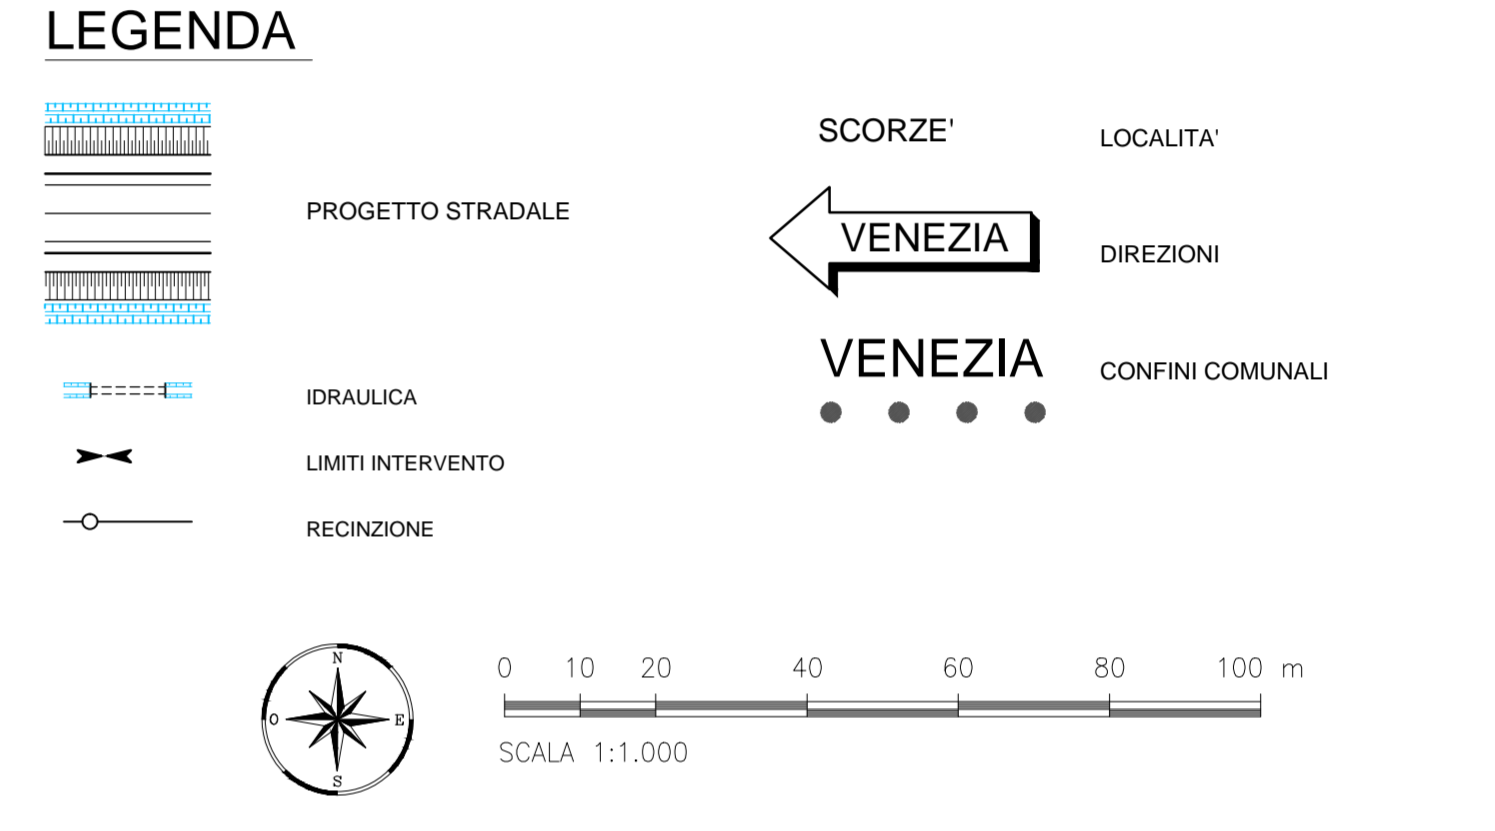 LEGENDA
PROGETTO STRADALE
IDRAULICA
LIMITI INTERVENTO
RECINZIONE
SCORZE' LOCALITA'
VENEZIA DIREZIONI
VENEZIA CONFINI COMUNALI
N
O E
S
0 10 20 40 60 80 100 m
SCALA 1:1.000